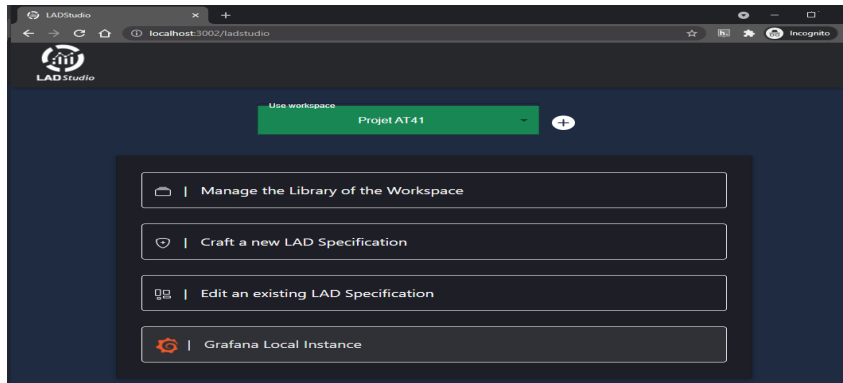 LADStudio
localhost:3002/ladstudio
Incognito
LAD Studio
Use workspace
Projet AT41
Manage the Library of the Workspace
Craft a new LAD Specification
Edit an existing LAD Specification
Grafana Local Instance